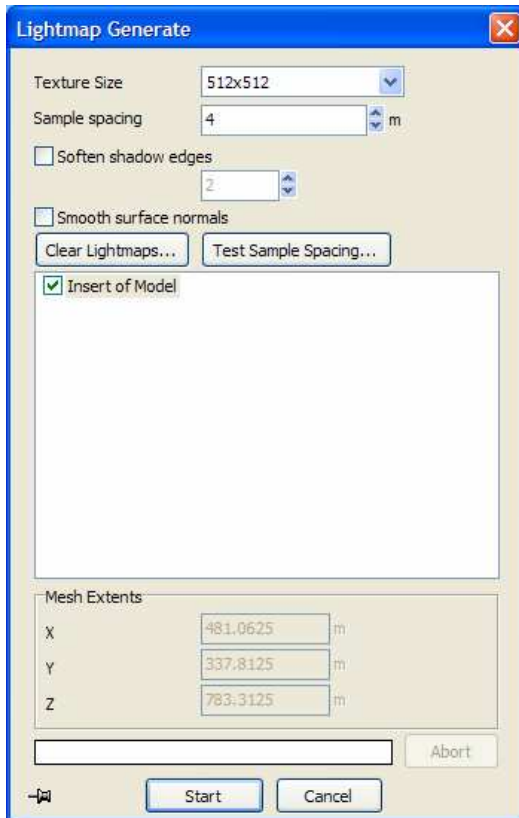 Lightmap Generate
Texture Size 512x512
Sample spacing 4 m
Soften shadow edges
2
Smooth surface normals
Clear Lightmaps... Test Sample Spacing...
Insert of Model
Mesh Extents
X 481.0625 m
Y 337.8125 m
Z 783.3125 m
Abort
Start Cancel